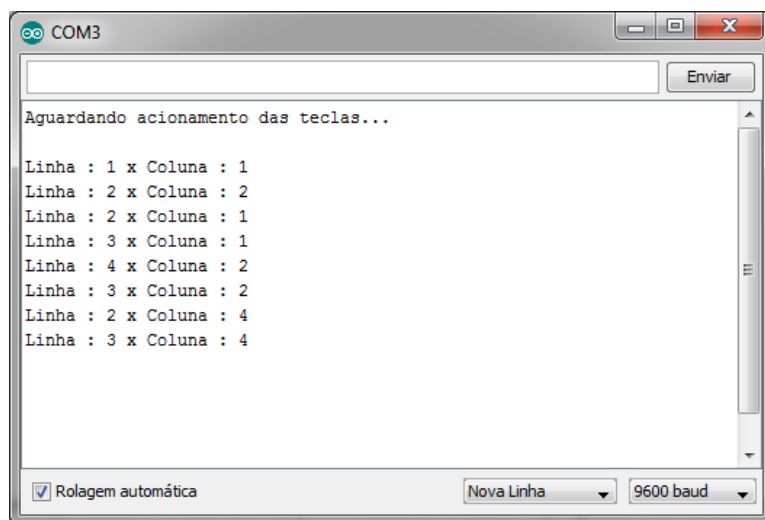 COM3
Enviar
Aguardando acionamento das teclas...
Linha : 1 x Coluna : 1
Linha : 2 x Coluna : 2
Linha : 2 x Coluna : 1
Linha : 3 x Coluna : 1
Linha : 4 x Coluna : 2
Linha : 3 x Coluna : 2
Linha : 2 x Coluna : 4
Linha : 3 x Coluna : 4
Rolagem automática Nova Linha 9600 baud